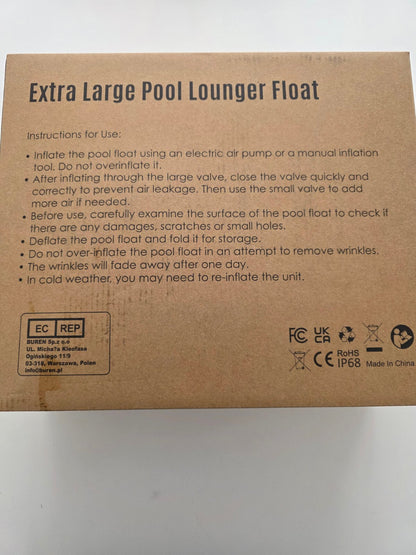 Extra Large Pool Lounger Float
Instructions for Use:
• Inflate the pool float using an electric air pump or a manual inflation
tool. Do not overinflate it.
• After inflating through the large valve, close the valve quickly and
correctly to prevent air leakage. Then use the small valve to add
more air if needed.
• Before use, carefully examine the surface of the pool float to check if
there are any damages, scratches or small holes.
• Deflate the pool float and fold it for storage.
• Do not over-inflate the pool float in an attempt to remove wrinkles.
• The wrinkles will fade away after one day.
• In cold weather, you may need to re-inflate the unit.
EC REP
BUREN Sp.z o.o
UL. Micha?a Kleofasa
Oginskiego 11/9
02-318, Warszawa, Polen
info@buren.pl
FC UK
CA
CE RoHS
IP68 Made In China